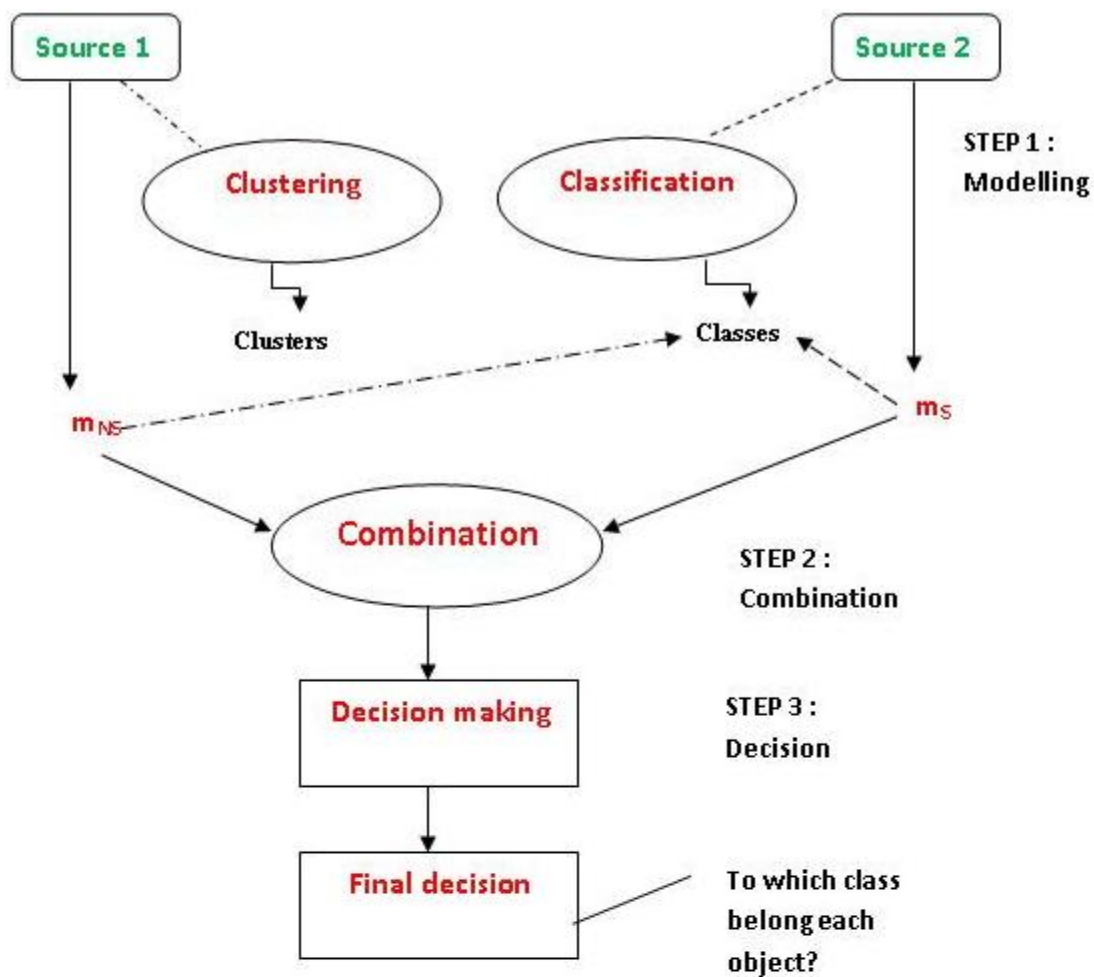 Source 1
Source 2
STEP 1 :
Modelling
Clustering
Classification
Clusters
Classes
m NS
m S
Combination
STEP 2 :
Combination
Decision making
STEP 3 :
Decision
Final decision
To which class
belong each
object?